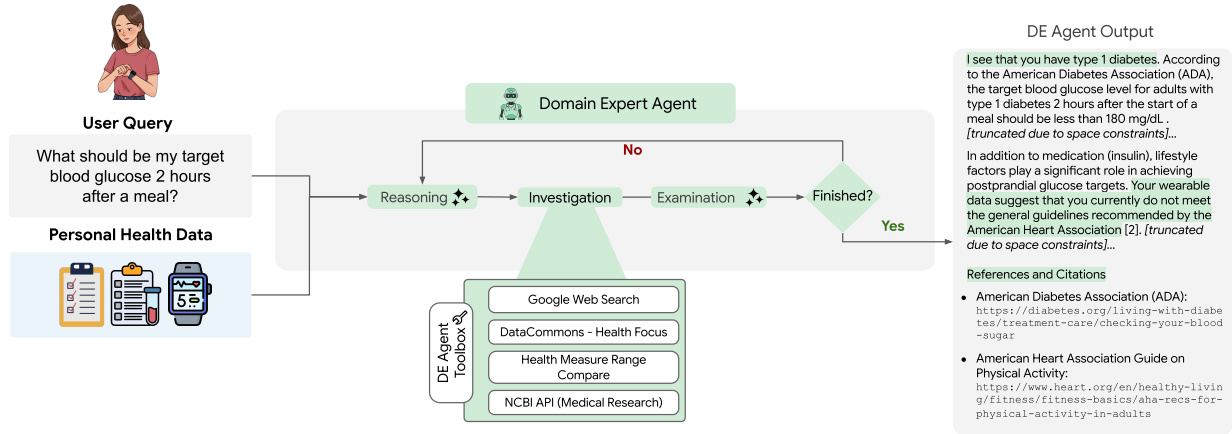 User Query
What should be my target
blood glucose 2 hours
after a meal?
Personal Health Data
5
Domain Expert Agent
No
Reasoning
Investigation
Examination
Finished?
Yes
DE Agent
Toolbox
Google Web Search
DataCommons - Health Focus
Health Measure Range
Compare
NCBI API (Medical Research)
DE Agent Output
I see that you have type 1 diabetes. According
to the American Diabetes Association (ADA),
the target blood glucose level for adults with
type 1 diabetes 2 hours after the start of a
meal should be less than 180 mg/dL .
[truncated due to space constraints]...
In addition to medication (insulin), lifestyle
factors play a significant role in achieving
postprandial glucose targets. Your wearable
data suggest that you currently do not meet
the general guidelines recommended by the
American Heart Association [2]. [truncated
due to space constraints]...
References and Citations
• American Diabetes Association (ADA):
https://diabetes.org/living-with-diabe
tes/treatment-care/checking-your-blood
-sugar
• American Heart Association Guide on
Physical Activity:
https://www.heart.org/en/healthy-livin
g/fitness/fitness-basics/aha-recs-for-
physical-activity-in-adults